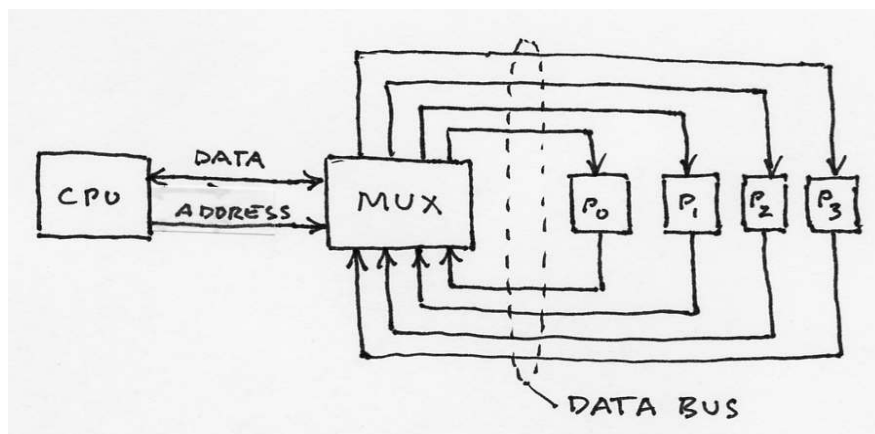 DATA
CPU
ADDRESS
MUX
P0
P1
P2
P3
DATA BUS